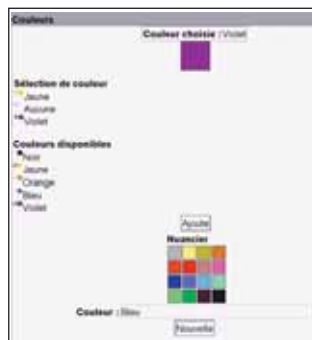 Couleurs
Couleur choisie : Violet
Sélection de couleur
Jaune
Aucune
Violet
Couleurs disponibles
Noir
Jaune
Orange
Bleu
Violet
Ajoute
Nuancier
Couleur : Bleu
Nouvelle